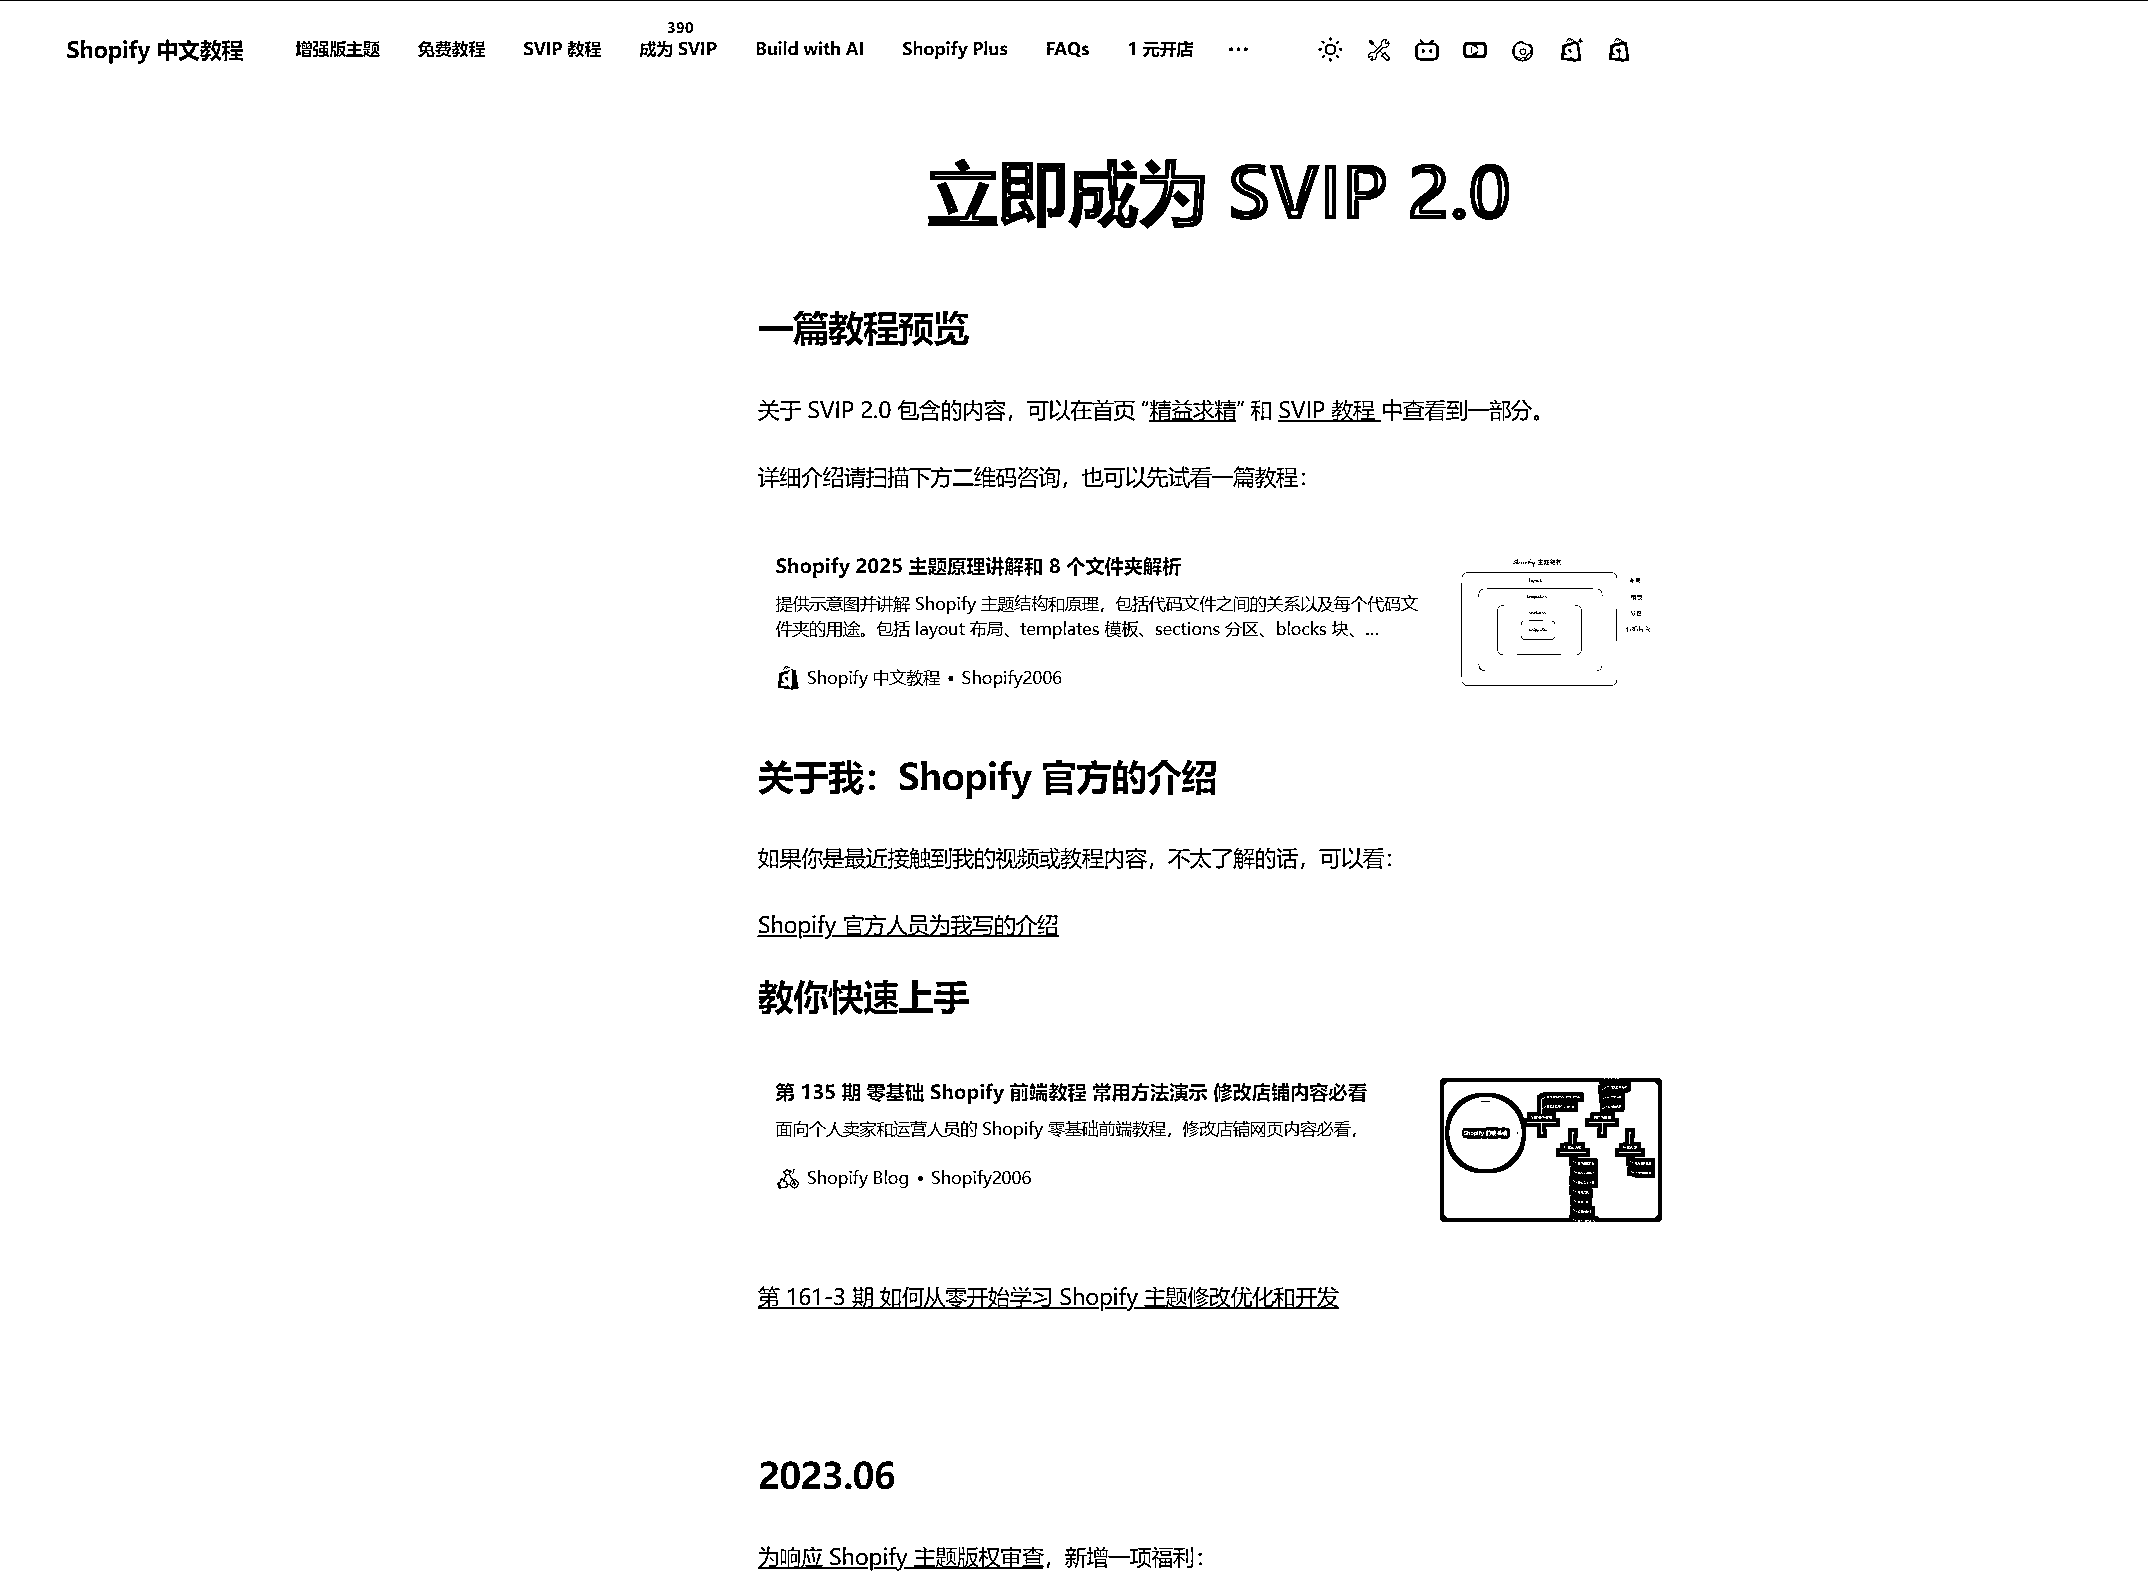 390
Shopify 中文教程 增强版主题 免费教程 SVIP 教程 成为 SVIP Build with AI Shopify Plus FAQs 1 元开店 ···
立即成为 SVIP 2.0
一篇教程预览
关于 SVIP 2.0 包含的内容，可以在首页 “精益求精” 和 SVIP 教程 中查看到一部分。
详细介绍请扫描下方二维码咨询，也可以先试看一篇教程：
Shopify 2025 主题原理讲解和 8 个文件夹解析
提供示意图并讲解 Shopify 主题结构和原理，包括代码文件之间的关系以及每个代码文
件夹的用途。包括 layout 布局、templates 模板、sections 分区、blocks 块、...
Shopify 中文教程 • Shopify2006
关于我：Shopify 官方的介绍
如果你是最近接触到我的视频或教程内容，不太了解的话，可以看：
Shopify 官方人员为我写的介绍
教你快速上手
第 135 期 零基础 Shopify 前端教程 常用方法演示 修改店铺内容必看
面向个人卖家和运营人员的 Shopify 零基础前端教程，修改店铺网页内容必看，
Shopify Blog • Shopify2006
第 161-3 期 如何从零开始学习 Shopify 主题修改优化和开发
2023.06
为响应 Shopify 主题版权审查，新增一项福利：